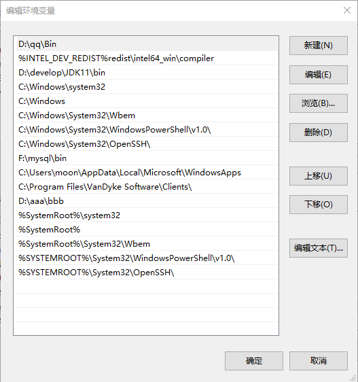 编辑环境变量
D:\qq\Bin
%INTEL_DEV_REDIST%redist\intel64_win\compiler
D:\develop\JDK11\bin
C:\Windows\system32
C:\Windows
C:\Windows\System32\Wbem
C:\Windows\System32\WindowsPowerShell\v1.0\
C:\Windows\System32\OpenSSH\
F:\mysql\bin
C:\Users\moon\AppData\Local\Microsoft\WindowsApps
C:\Program Files\VanDyke Software\Clients\
D:\aaa\bbb
%SystemRoot%\system32
%SystemRoot%
%SystemRoot%\System32\Wbem
%SYSTEMROOT%\System32\WindowsPowerShell\v1.0\
%SYSTEMROOT%\System32\OpenSSH\
新建(N)
编辑(E)
浏览(B)...
删除(D)
上移(U)
下移(O)
编辑文本(T)...
确定
取消